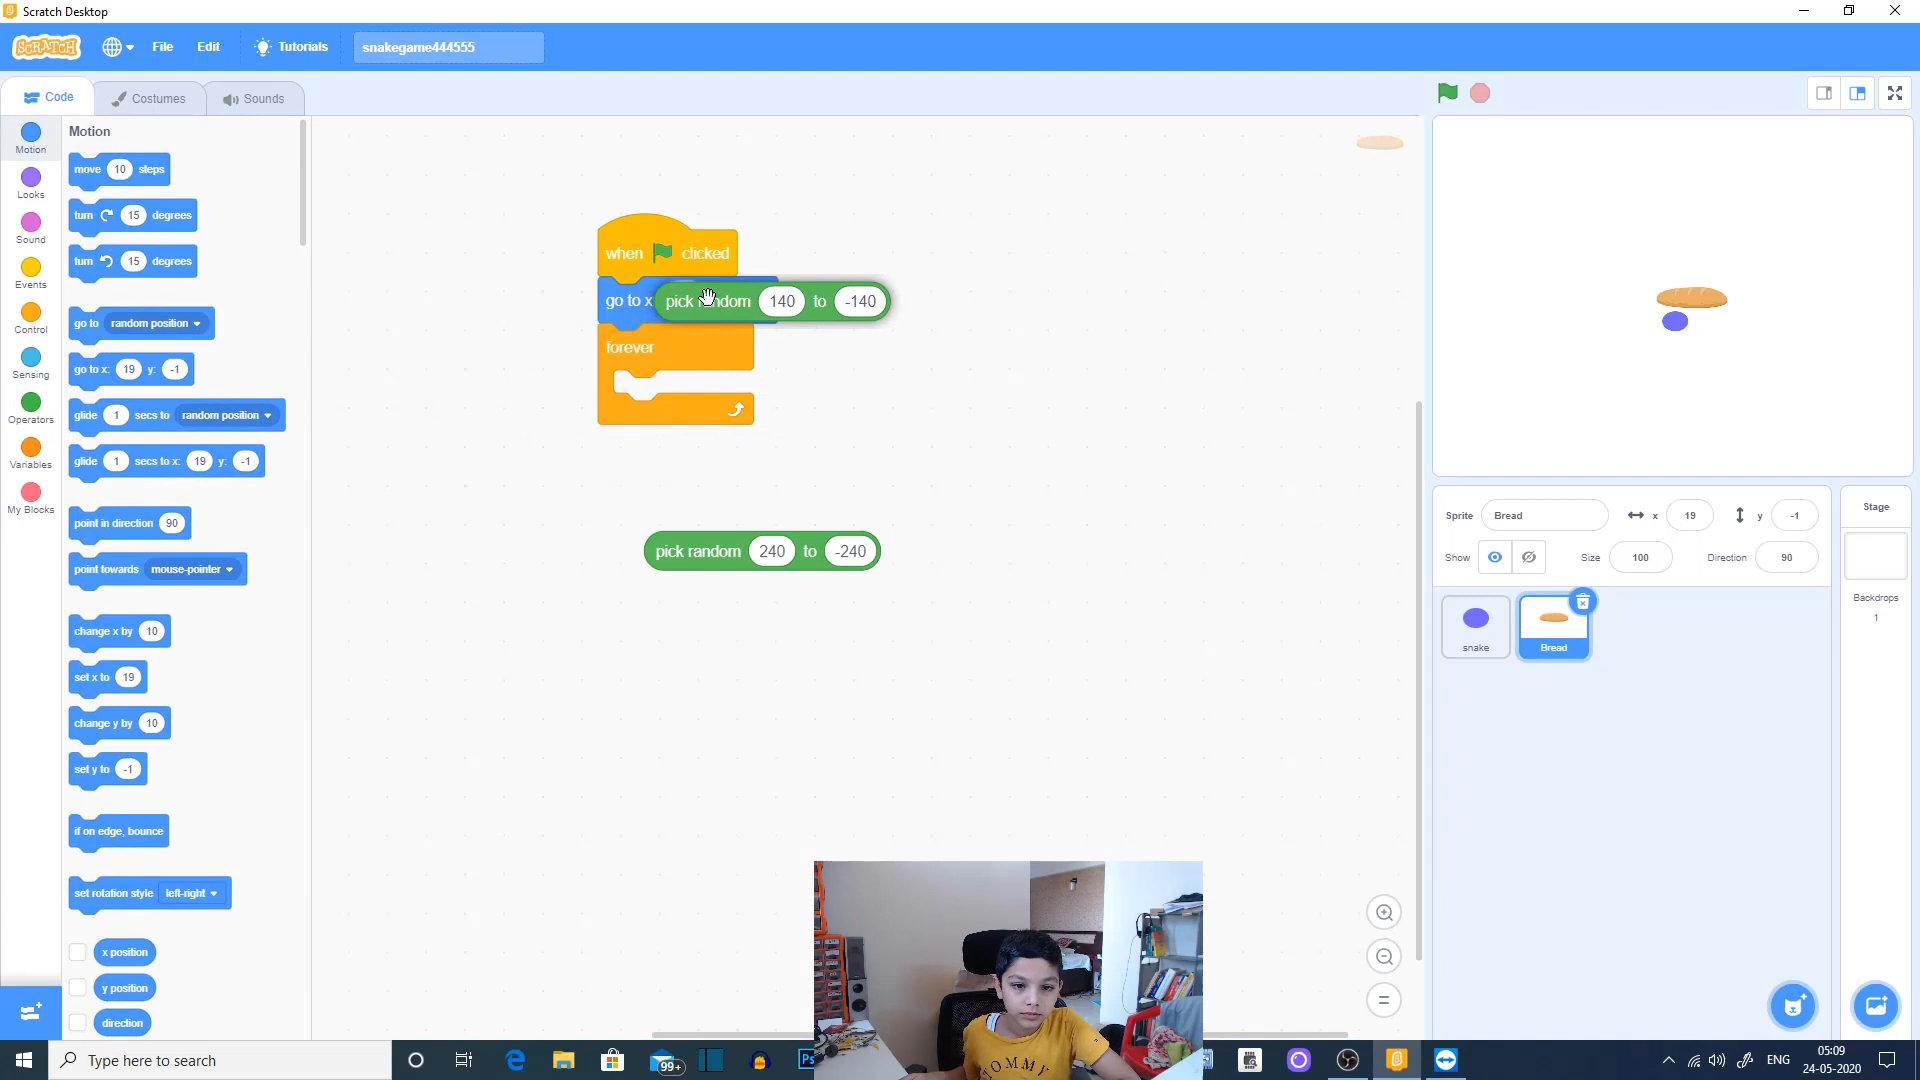 Scratch Desktop
SCRATCH File Edit Tutorials snakegame444555
Code Costumes Sounds
Motion
Looks
Sound
Events
Control
Sensing
Operators
Variables
My Blocks
Motion
move 10 steps
turn 15 degrees
turn 15 degrees
go to random position
go to x: 19 y: -1
glide 1 secs to random position
glide 1 secs to x: 19 y: -1
point in direction 90
point towards mouse-pointer
change x by 10
set x to 19
change y by 10
set y to -1
if on edge, bounce
set rotation style left-right
x position
y position
direction
when clicked
go to x pick random 140 to -140
forever
pick random 240 to -240
Sprite Bread x 19 y -1
Show Size 100 Direction 90
snake
Bread
Stage
Backdrops
1
TOMMY
Type here to search
99+
Ps
ENG
05:09
24-05-2020